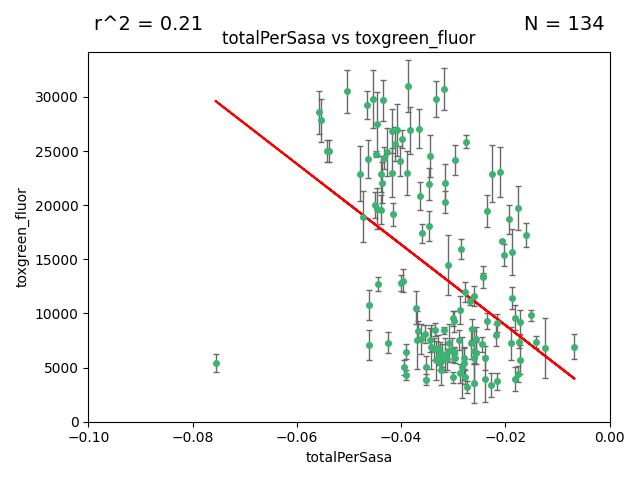 r^2 = 0.21
N = 134
totalPerSasa vs toxgreen_fluor
toxgreen_fluor
30000
25000
20000
15000
10000
5000
0
−0.10
−0.08
−0.06
−0.04
−0.02
0.00
totalPerSasa